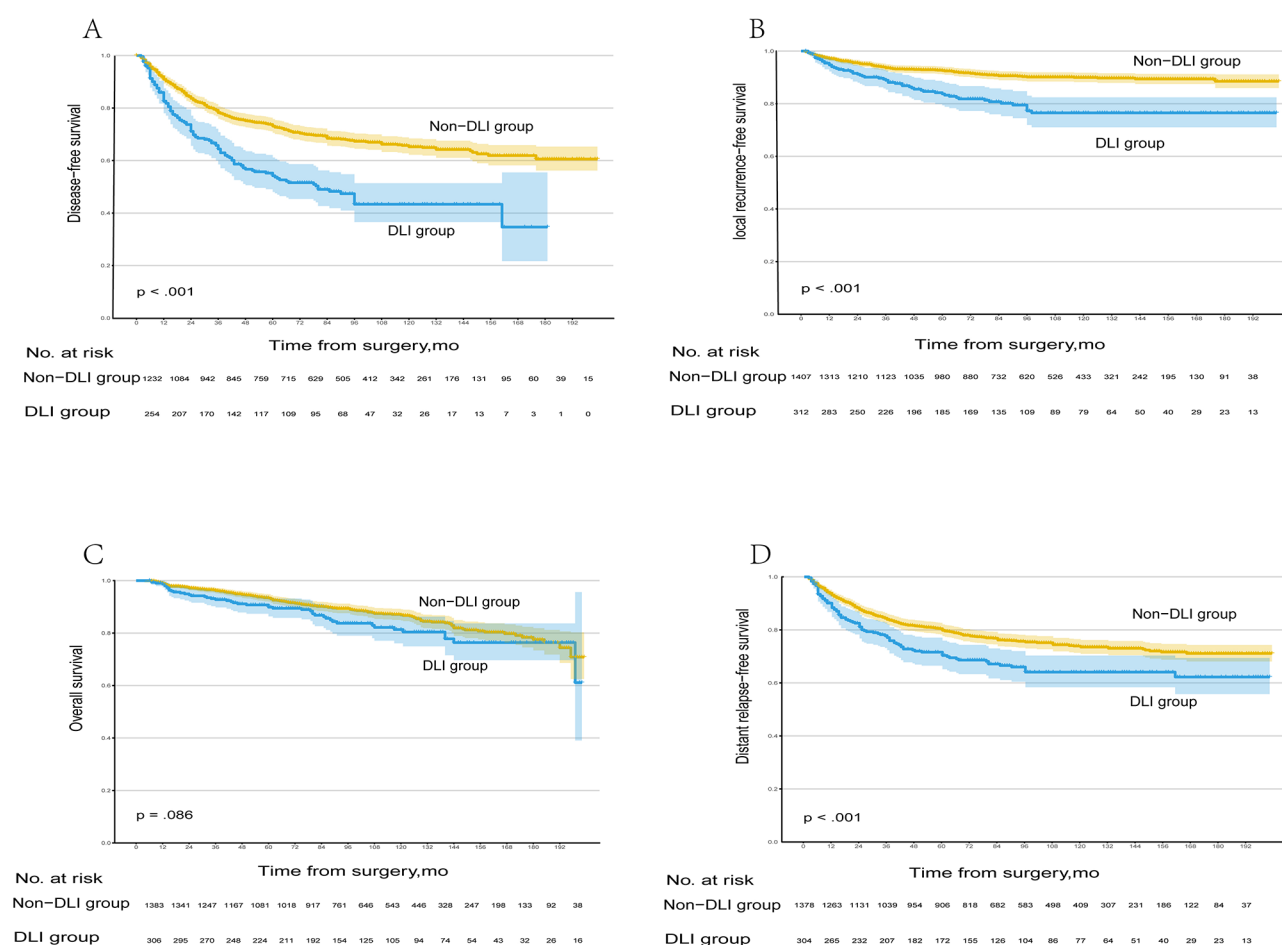 A
1.0
0.8
0.6
0.4
0.2
0.0
Disease-free survival
Non-DLI group
DLI group
p < .001
0 12 24 36 48 60 72 84 96 108 120 132 144 156 168 180 192
Time from surgery,mo
No. at risk
Non-DLI group 1232 1084 942 845 759 715 629 505 412 342 261 176 131 95 60 39 15
DLI group 254 207 170 142 117 109 95 68 47 32 26 17 13 7 3 1 0
B
1.0
0.8
0.6
0.4
0.2
0.0
local recurrence-free survival
Non-DLI group
DLI group
p < .001
0 12 24 36 48 60 72 84 96 108 120 132 144 156 168 180 192
Time from surgery,mo
No. at risk
Non-DLI group 1407 1313 1210 1123 1035 980 880 732 620 526 433 321 242 195 130 91 38
DLI group 312 283 250 226 196 185 169 135 109 89 79 64 50 40 29 23 13
C
1.0
0.8
0.6
0.4
0.2
0.0
Overall survival
Non-DLI group
DLI group
p = .086
0 12 24 36 48 60 72 84 96 108 120 132 144 156 168 180 192
Time from surgery,mo
No. at risk
Non-DLI group 1383 1341 1247 1167 1081 1018 917 761 646 543 446 328 247 198 133 92 38
DLI group 306 295 270 248 224 211 192 154 125 105 94 74 54 43 32 26 16
D
1.0
0.8
0.6
0.4
0.2
0.0
Distant relapse-free survival
Non-DLI group
DLI group
p < .001
0 12 24 36 48 60 72 84 96 108 120 132 144 156 168 180 192
Time from surgery,mo
No. at risk
Non-DLI group 1378 1263 1131 1039 954 906 818 682 583 498 409 307 231 186 122 84 37
DLI group 304 265 232 207 182 172 155 126 104 86 77 64 51 40 29 23 13